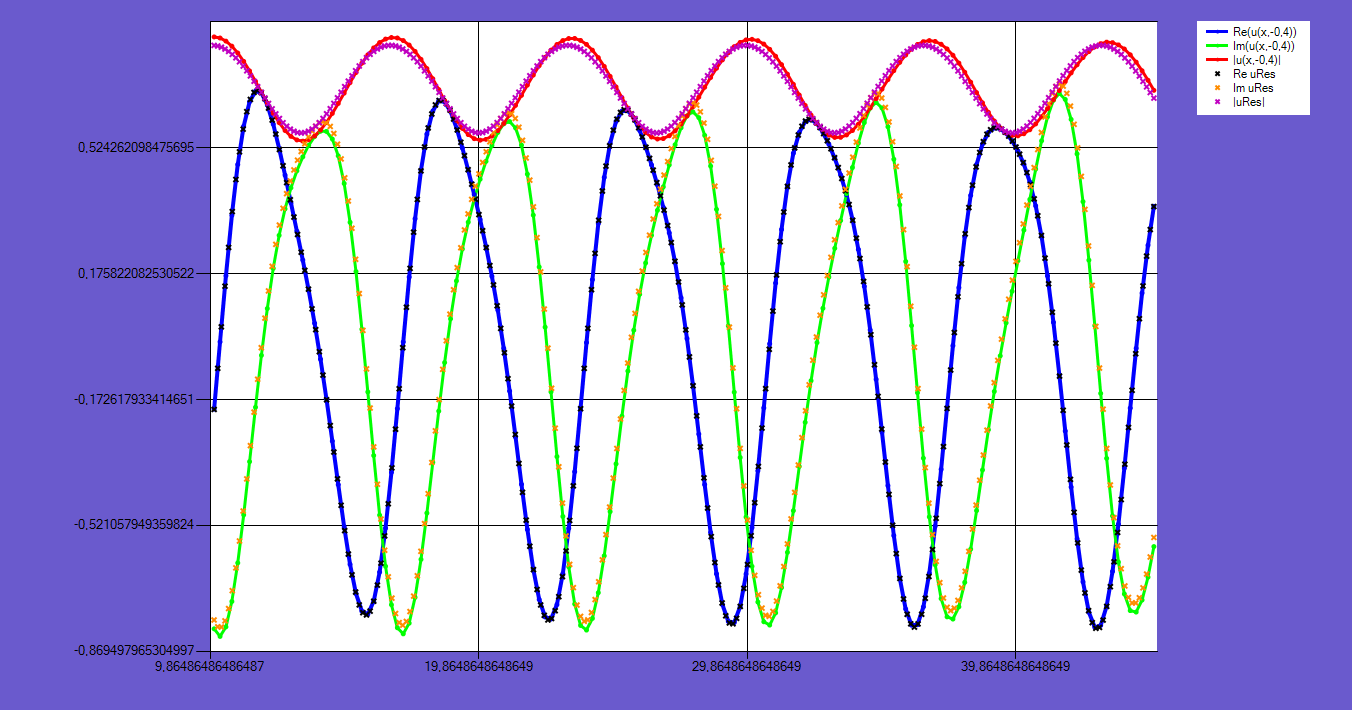 Re(u(x,-0.4))
Im(u(x,-0.4))
|u(x,-0.4)|
Re uRes
Im uRes
|uRes|
0,524262098475695
0,175822082530522
-0,172617933414651
-0,521057949359824
-0,869497965304997
9,86486486486487
19,8648648648649
29,8648648648649
39,8648648648649